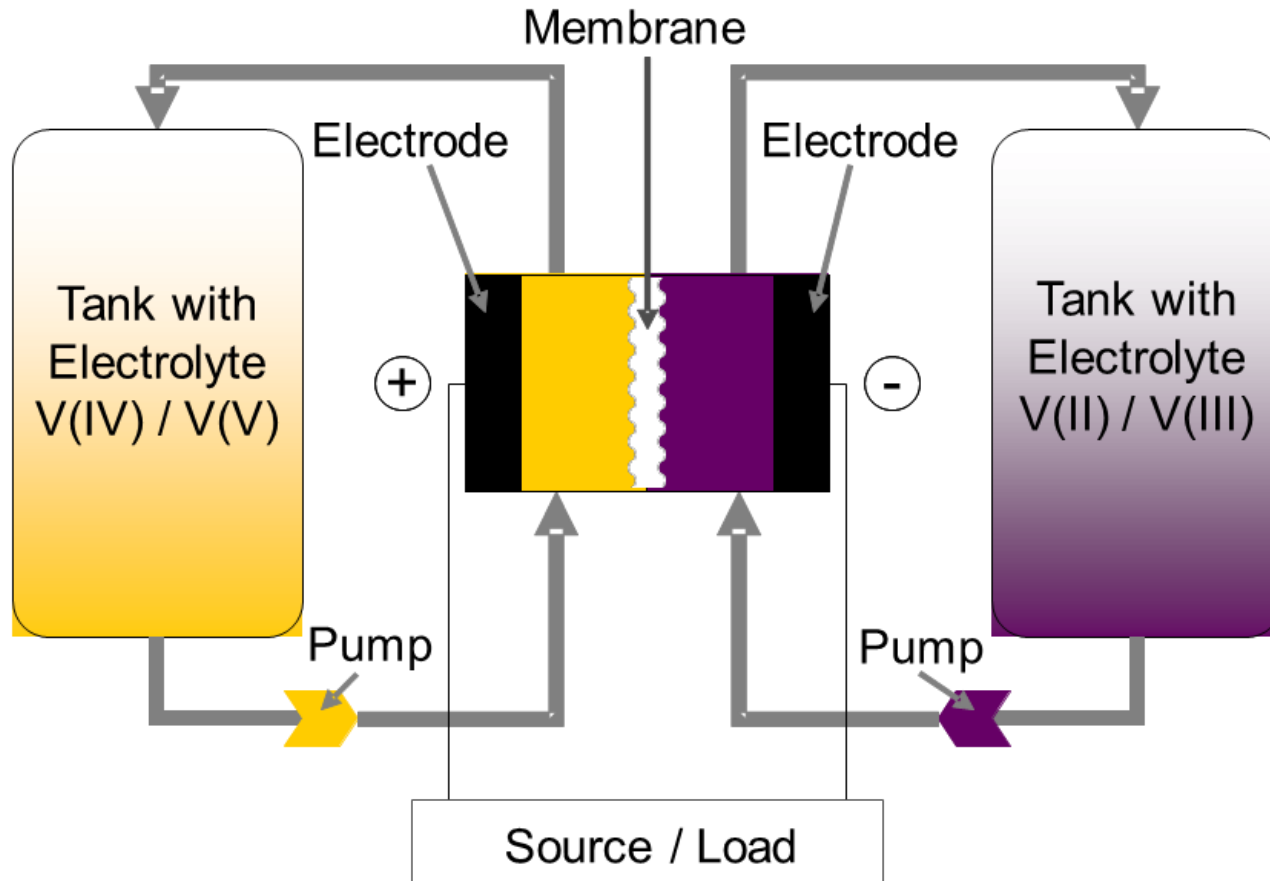 Membrane
Electrode
Electrode
Tank with
Electrolyte
V(IV) / V(V)
+
-
Tank with
Electrolyte
V(II) / V(III)
Pump
Pump
Source / Load